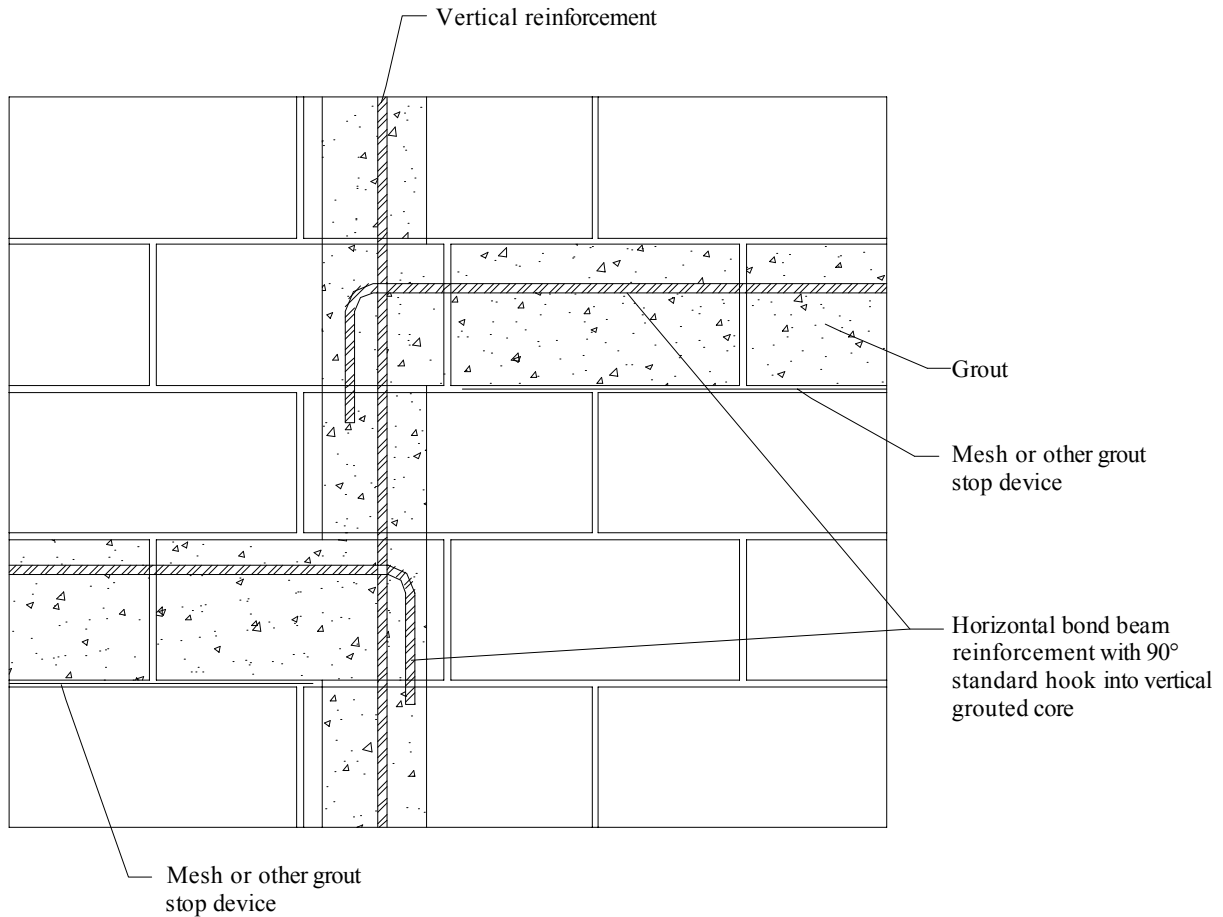 Vertical reinforcement
Grout
Mesh or other grout
stop device
Horizontal bond beam
reinforcement with 90°
standard hook into vertical
grouted core
Mesh or other grout
stop device